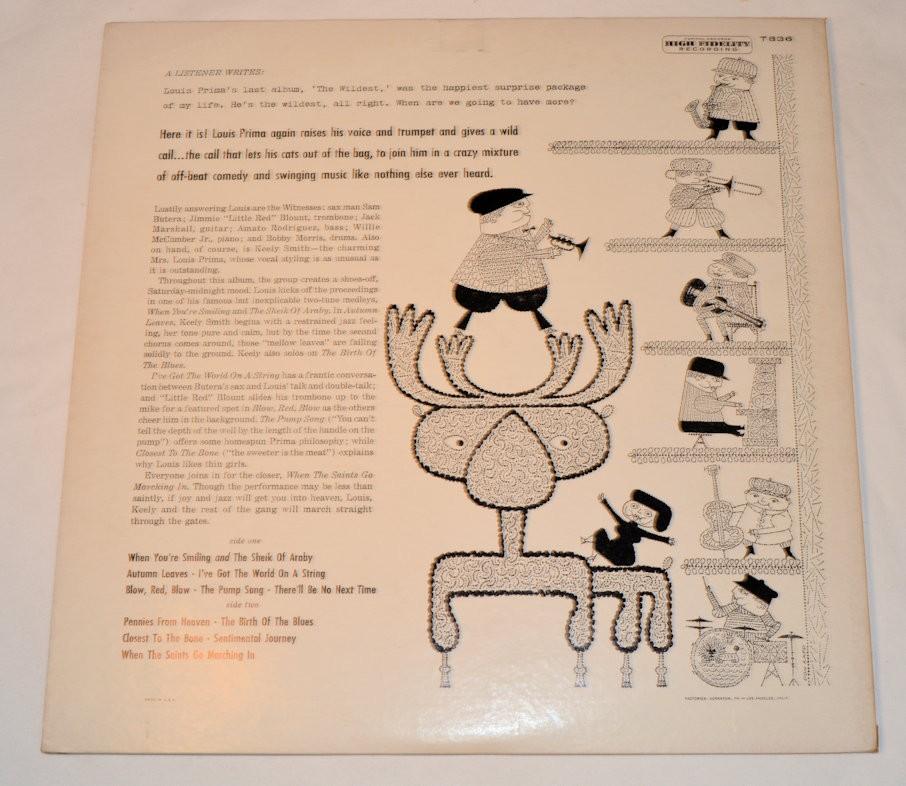 CAPITOL RECORDS
HIGH FIDELITY
RECORDING
T836
A LISTENER WRITES:
Louis Prima's last album, 'The Wildest,' was the happiest surprise package
of my life. He's the wildest, all right. When are we going to have more?
Here it is! Louis Prima again raises his voice and trumpet and gives a wild
call...the call that lets his cats out of the bag, to join him in a crazy mixture
of off-beat comedy and swinging music like nothing else ever heard.
Lustily answering Louis are the Witnesses: sax man Sam
Butera; Jimmie "Little Red" Blount, trombone; Jack
Marshall, guitar; Amato Rodriguez, bass; Willie
McCumber Jr., piano; and Bobby Morris, drums. Also
on hand, of course, is Keely Smith—the charming
Mrs. Louis Prima, whose vocal styling is as unusual as
it is outstanding.
Throughout this album, the group creates a shoes-off,
Saturday-midnight mood. Louis kicks off the proceedings
in one of his famous but inexplicable two-tune medleys,
When You're Smiling and The Sheik Of Araby. In Autumn
Leaves, Keely Smith begins with a restrained jazz feel-
ing, her tone pure and calm, but by the time the second
chorus comes around, those "mellow leaves" are falling
solidly to the ground. Keely also solos on The Birth Of
The Blues.
I've Got The World On A String has a frantic conversa-
tion between Butera's sax and Louis' talk and double-talk;
and "Little Red" Blount slides his trombone up to the
mike for a featured spot in Blow, Red, Blow as the others
cheer him in the background. The Pump Song ("You can't
tell the depth of the well by the length of the handle on the
pump") offers some homespun Prima philosophy; while
Closest To The Bone ("the sweeter is the meat") explains
why Louis likes thin girls.
Everyone joins in for the closer, When The Saints Go
Marching In. Though the performance may be less than
saintly, if joy and jazz will get you into heaven, Louis,
Keely and the rest of the gang will march straight
through the gates.
side one
When You're Smiling and The Sheik Of Araby
Autumn Leaves - I've Got The World On A String
Blow, Red, Blow - The Pump Song - There'll Be No Next Time
side two
Pennies From Heaven - The Birth Of The Blues
Closest To The Bone - Sentimental Journey
When The Saints Go Marching In
MADE IN U.S.A.
FACTORIES: SCRANTON, PA. — LOS ANGELES, CALIF.